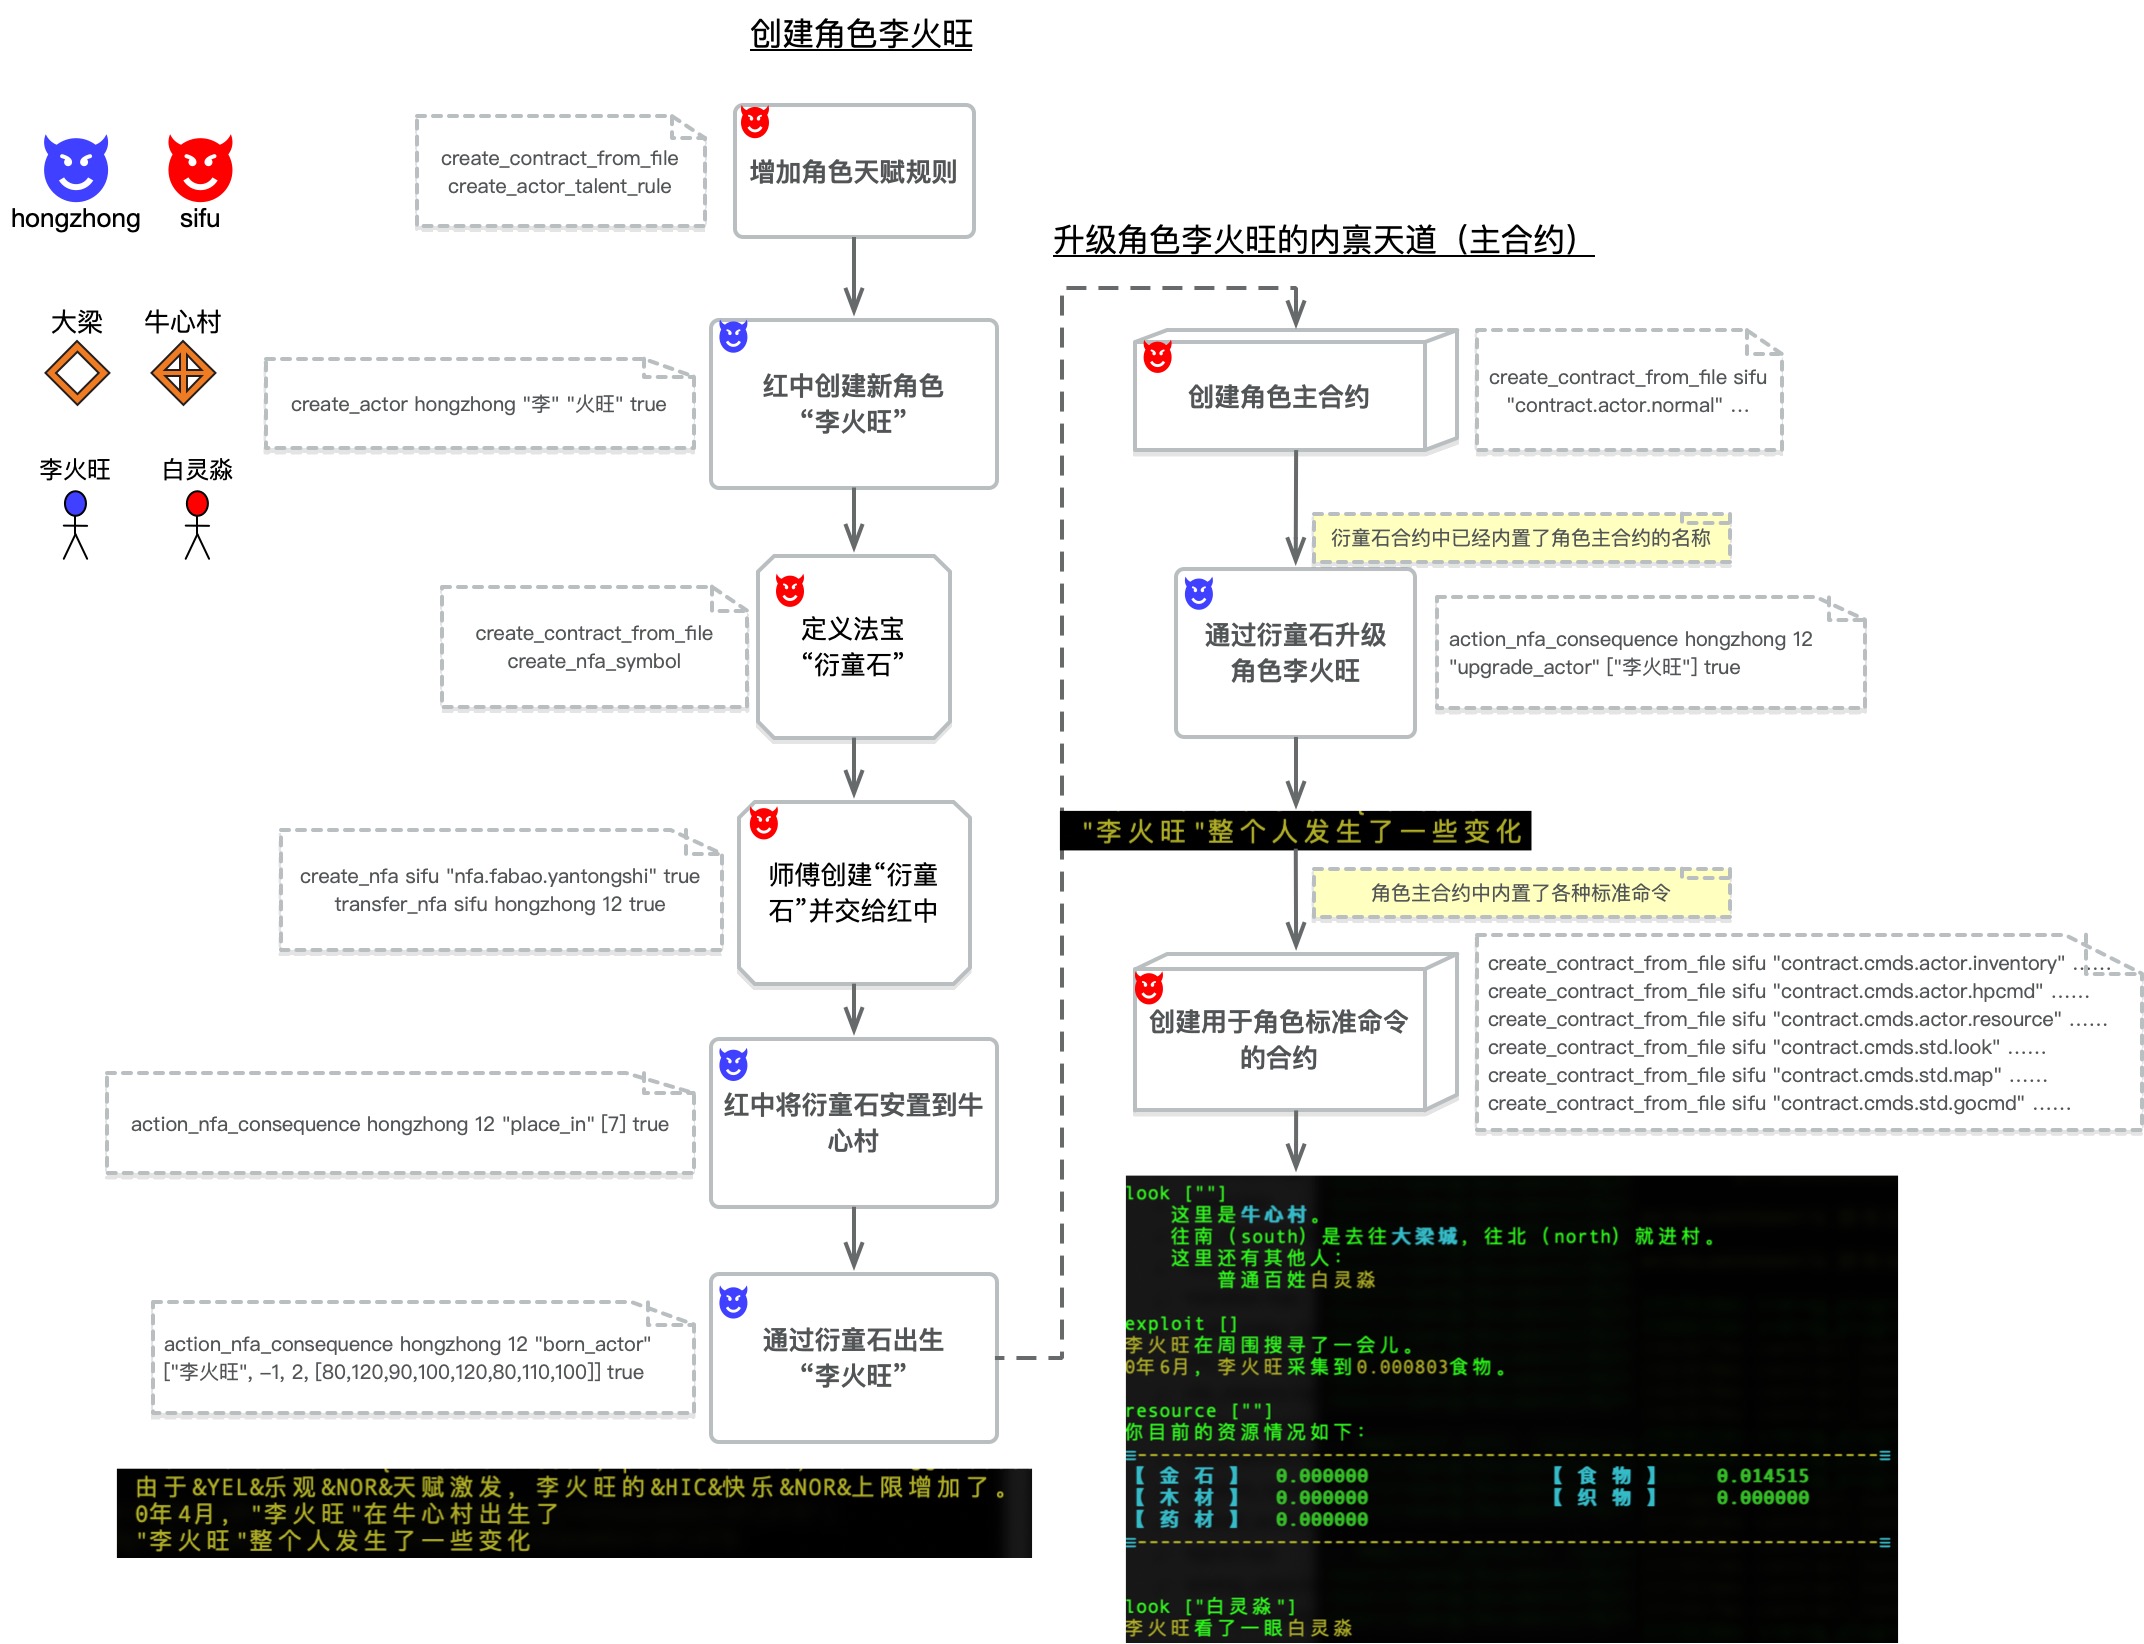 创建角色李火旺
hongzhong
sifu
大梁
牛心村
李火旺
白灵淼
create_contract_from_file
create_actor_talent_rule
增加角色天赋规则
create_actor hongzhong "李" "火旺" true
红中创建新角色
“李火旺”
create_contract_from_file
create_nfa_symbol
定义法宝
“衍童石”
create_nfa sifu "nfa.fabao.yantongshi" true
transfer_nfa sifu hongzhong 12 true
师傅创建“衍童
石”并交给红中
action_nfa_consequence hongzhong 12 "place_in" [7] true
红中将衍童石安置到牛
心村
action_nfa_consequence hongzhong 12 "born_actor"
["李火旺", –1, 2, [80,120,90,100,120,80,110,100]] true
通过衍童石出生
“李火旺”
由于&YEL&乐观&NOR&天赋激发，李火旺的&HIC&快乐&NOR&上限增加了。
0年4月，"李火旺"在牛心村出生了
"李火旺"整个人发生了一些变化
升级角色李火旺的内禀天道（主合约）
创建角色主合约
create_contract_from_file sifu
"contract.actor.normal" …
衍童石合约中已经内置了角色主合约的名称
通过衍童石升级
角色李火旺
action_nfa_consequence hongzhong 12
"upgrade_actor" ["李火旺"] true
"李火旺"整个人发生了一些变化
角色主合约中内置了各种标准命令
创建用于角色标准命令
的合约
create_contract_from_file sifu "contract.cmds.actor.inventory" ……
create_contract_from_file sifu "contract.cmds.actor.hpcmd" ……
create_contract_from_file sifu "contract.cmds.actor.resource" ……
create_contract_from_file sifu "contract.cmds.std.look" ……
create_contract_from_file sifu "contract.cmds.std.map" ……
create_contract_from_file sifu "contract.cmds.std.gocmd" ……
look [""]
这里是牛心村。
往南（south）是去往大梁城，往北（north）就进村。
这里还有其他人：
普通百姓白灵淼
exploit []
李火旺在周围搜寻了一会儿。
0年6月，李火旺采集到0.000803食物。
resource [""]
你目前的资源情况如下：
≡----------------------------------------------------------------≡
【 金 石 】 0.000000 【 食 物 】 0.014515
【 木 材 】 0.000000 【 织 物 】 0.000000
【 药 材 】 0.000000
≡----------------------------------------------------------------≡
look ["白灵淼"]
李火旺看了一眼白灵淼